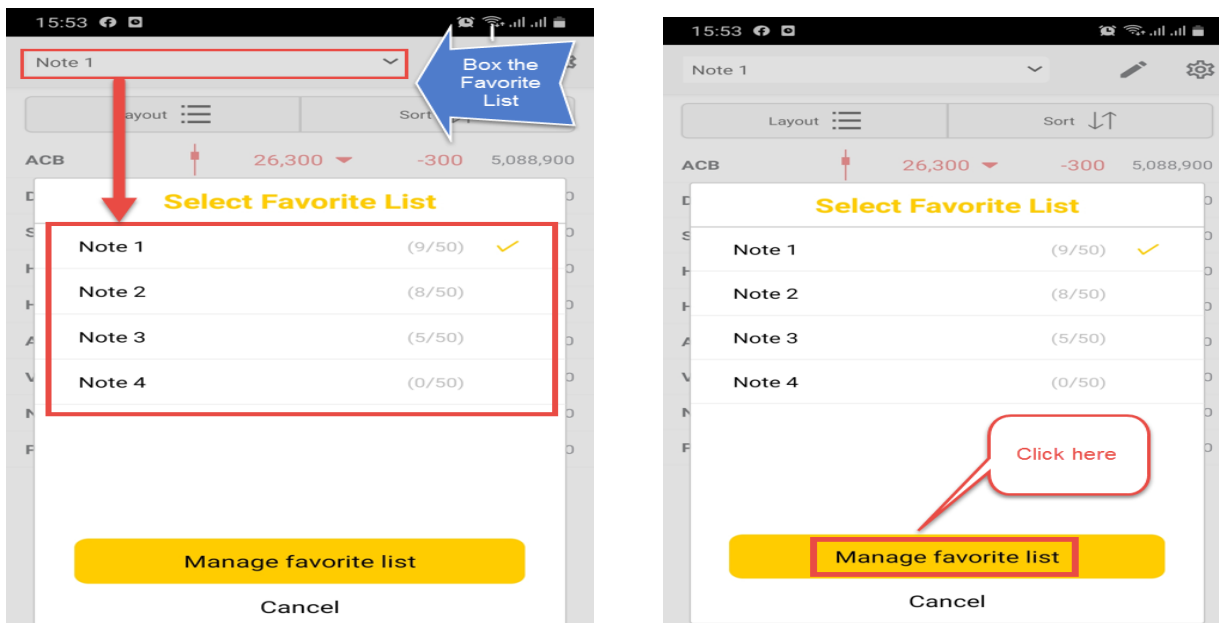 15:53
Note 1
Box the
Favorite
List
ayout
Sort
ACB 26,300 -300 5,088,900
Select Favorite List
Note 1 (9/50)
Note 2 (8/50)
Note 3 (5/50)
Note 4 (0/50)
Manage favorite list
Cancel
15:53
Note 1
Layout
Sort
ACB 26,300 -300 5,088,900
Select Favorite List
Note 1 (9/50)
Note 2 (8/50)
Note 3 (5/50)
Note 4 (0/50)
Click here
Manage favorite list
Cancel